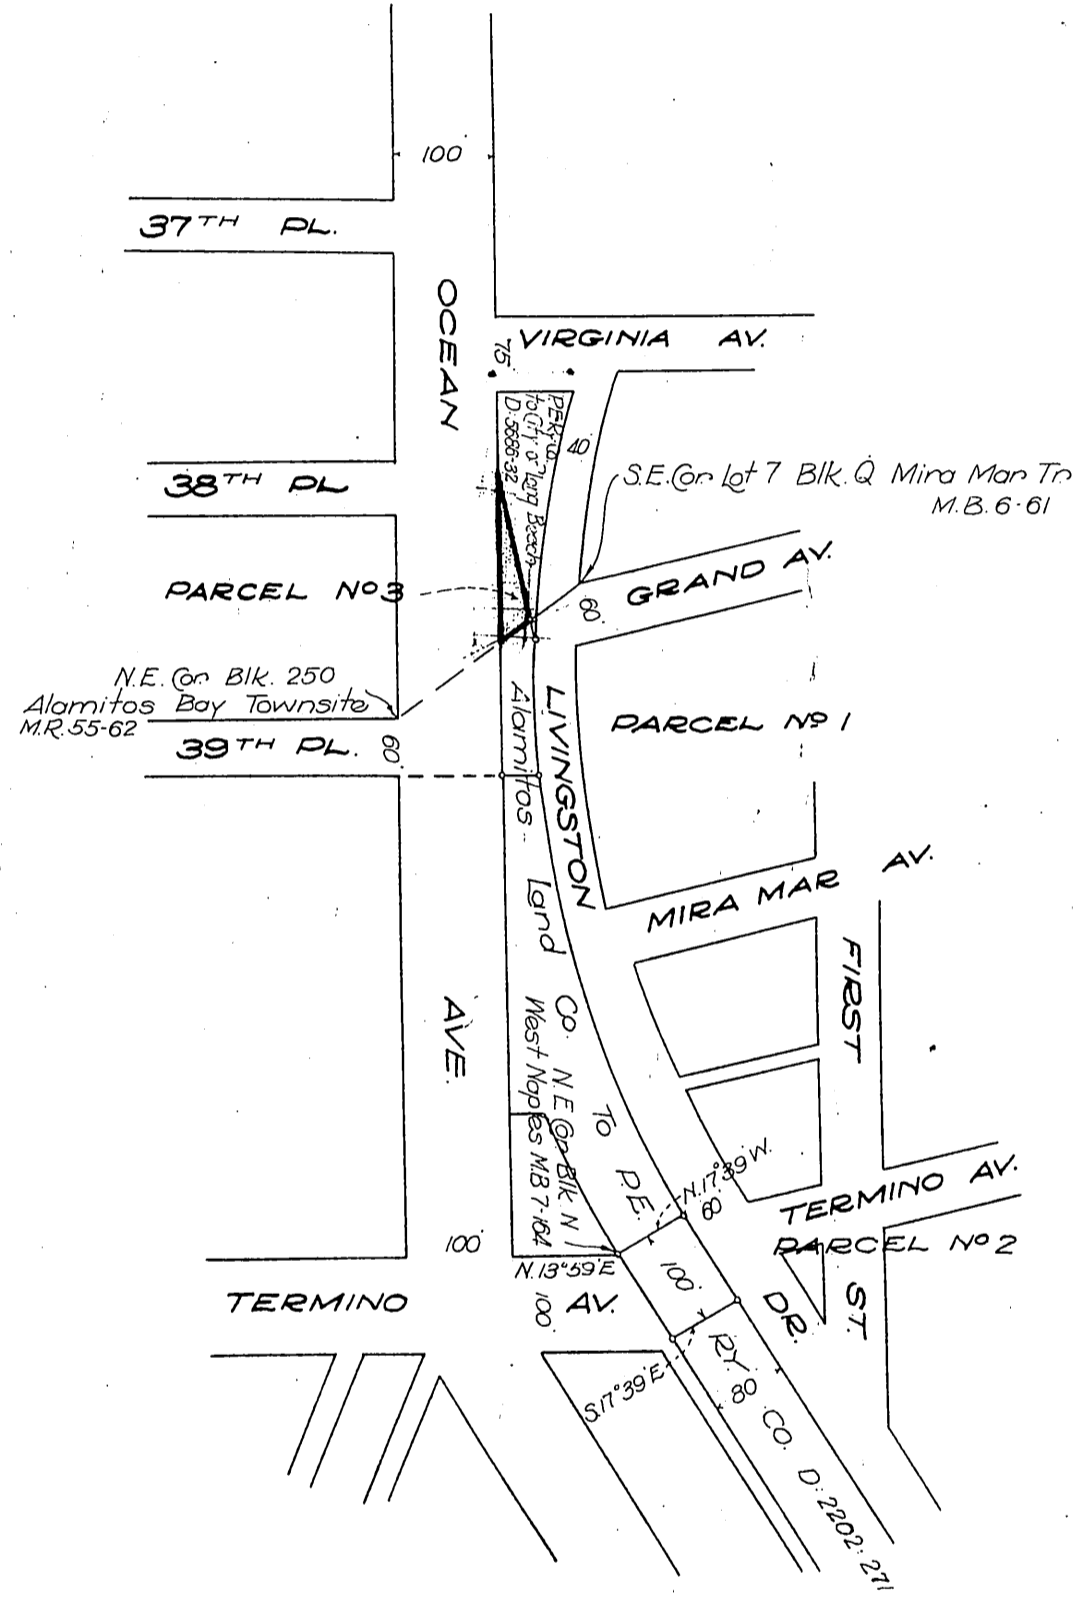 100'
37TH PL.
OCEAN
VIRGINIA AV.
75'
P.E.Ry.Co.
to City of Long Beach
D:5686-32
40
38TH PL
S.E. Cor. Lot 7 Blk. Q Mira Mar Tr.
M.B. 6-61
GRAND AV.
60'
PARCEL No 3
N.E. Cor. Blk. 250
Alamitos Bay Townsite
M.R. 55-62
39TH PL.
60'
LIVINGSTON
PARCEL No 1
Alamitos Land Co. To P.E. RY. CO. D:2202:271
MIRA MAR AV.
FIRST
AVE.
N.E. Cor. Blk. N
West Naples M.B. 7-164
N.17°39'W.
60'
TERMINO AV.
PARCEL No 2
100'
N.13°59'E
100'
TERMINO AV.
100'
DR.
ST.
S.17°39'E
80